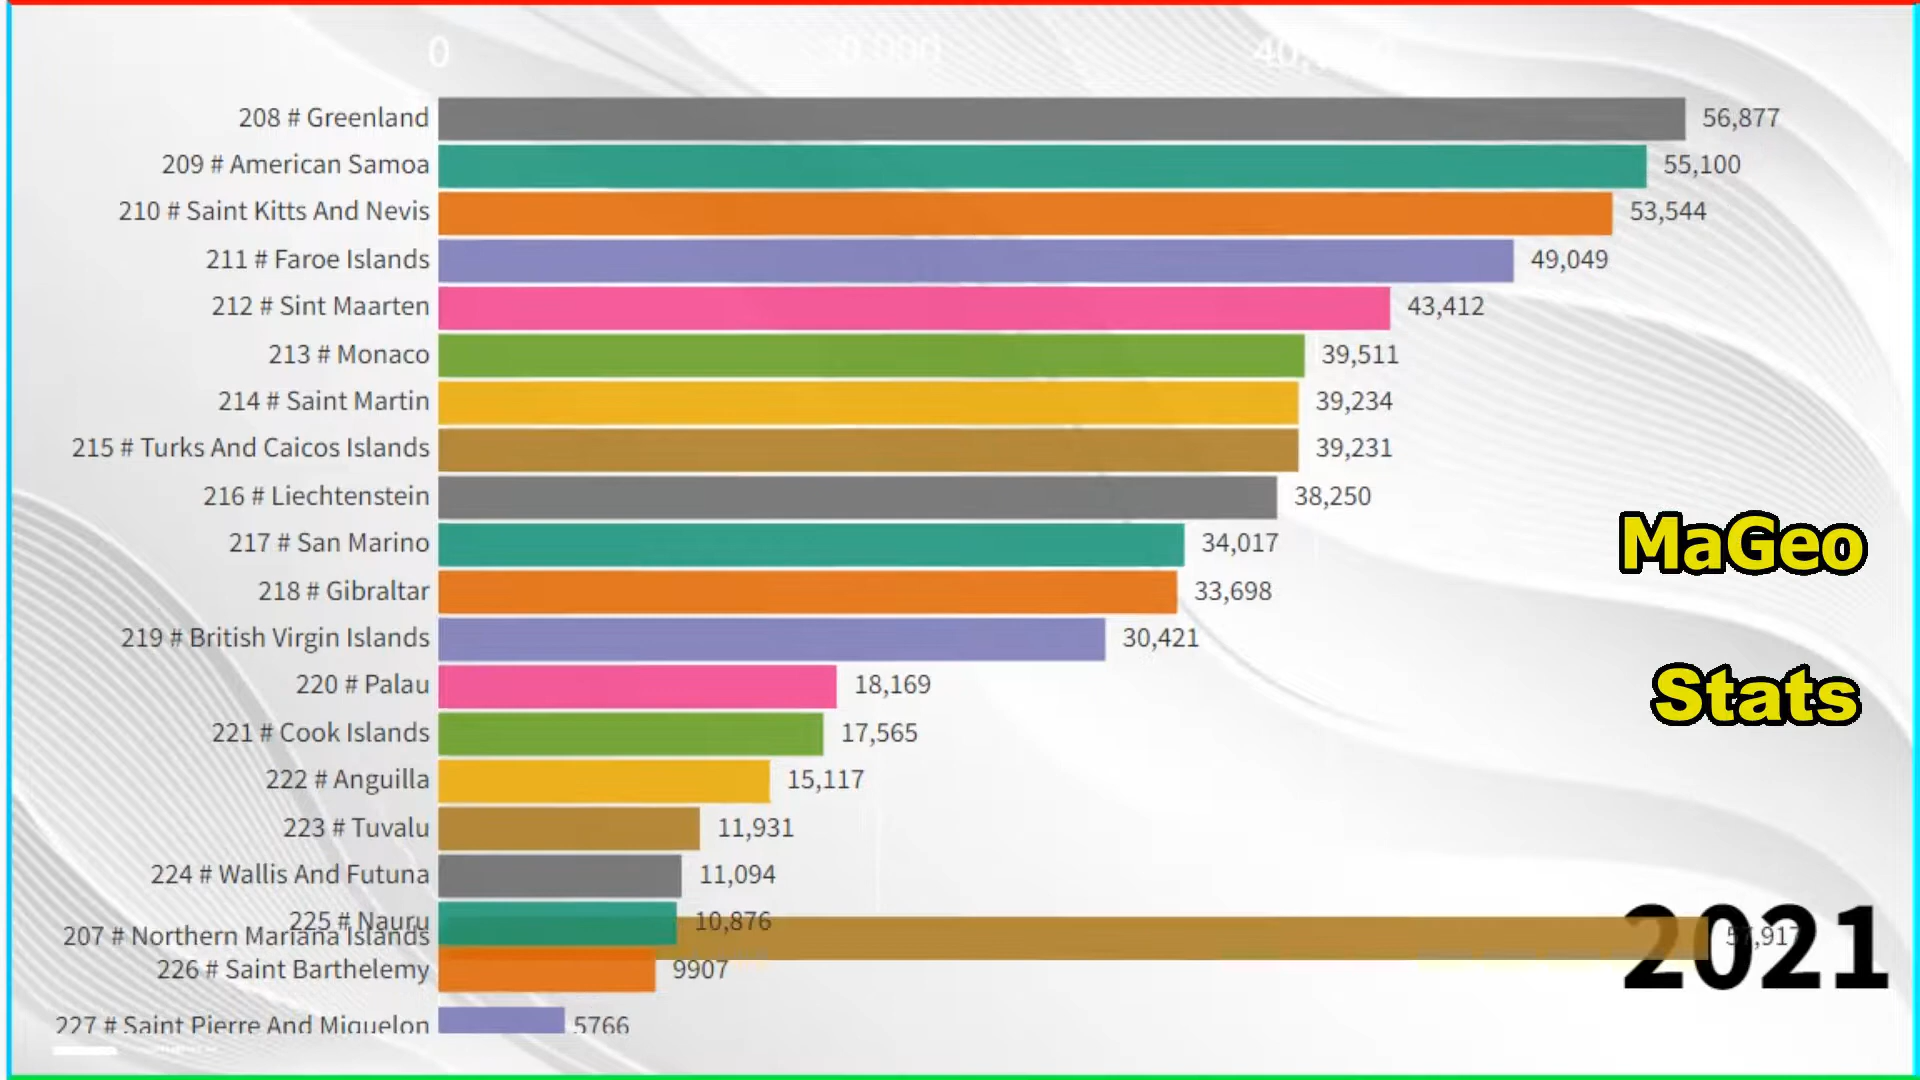 0
208 # Greenland 56,877
209 # American Samoa 55,100
210 # Saint Kitts And Nevis 53,544
211 # Faroe Islands 49,049
212 # Sint Maarten 43,412
213 # Monaco 39,511
214 # Saint Martin 39,234
215 # Turks And Caicos Islands 39,231
216 # Liechtenstein 38,250
217 # San Marino 34,017
218 # Gibraltar 33,698
219 # British Virgin Islands 30,421
220 # Palau 18,169
221 # Cook Islands 17,565
222 # Anguilla 15,117
223 # Tuvalu 11,931
224 # Wallis And Futuna 11,094
225 # Nauru 10,876
207 # Northern Mariana Islands 57,917
226 # Saint Barthelemy 9907
227 # Saint Pierre And Miquelon 5766
MaGeo
Stats
2021